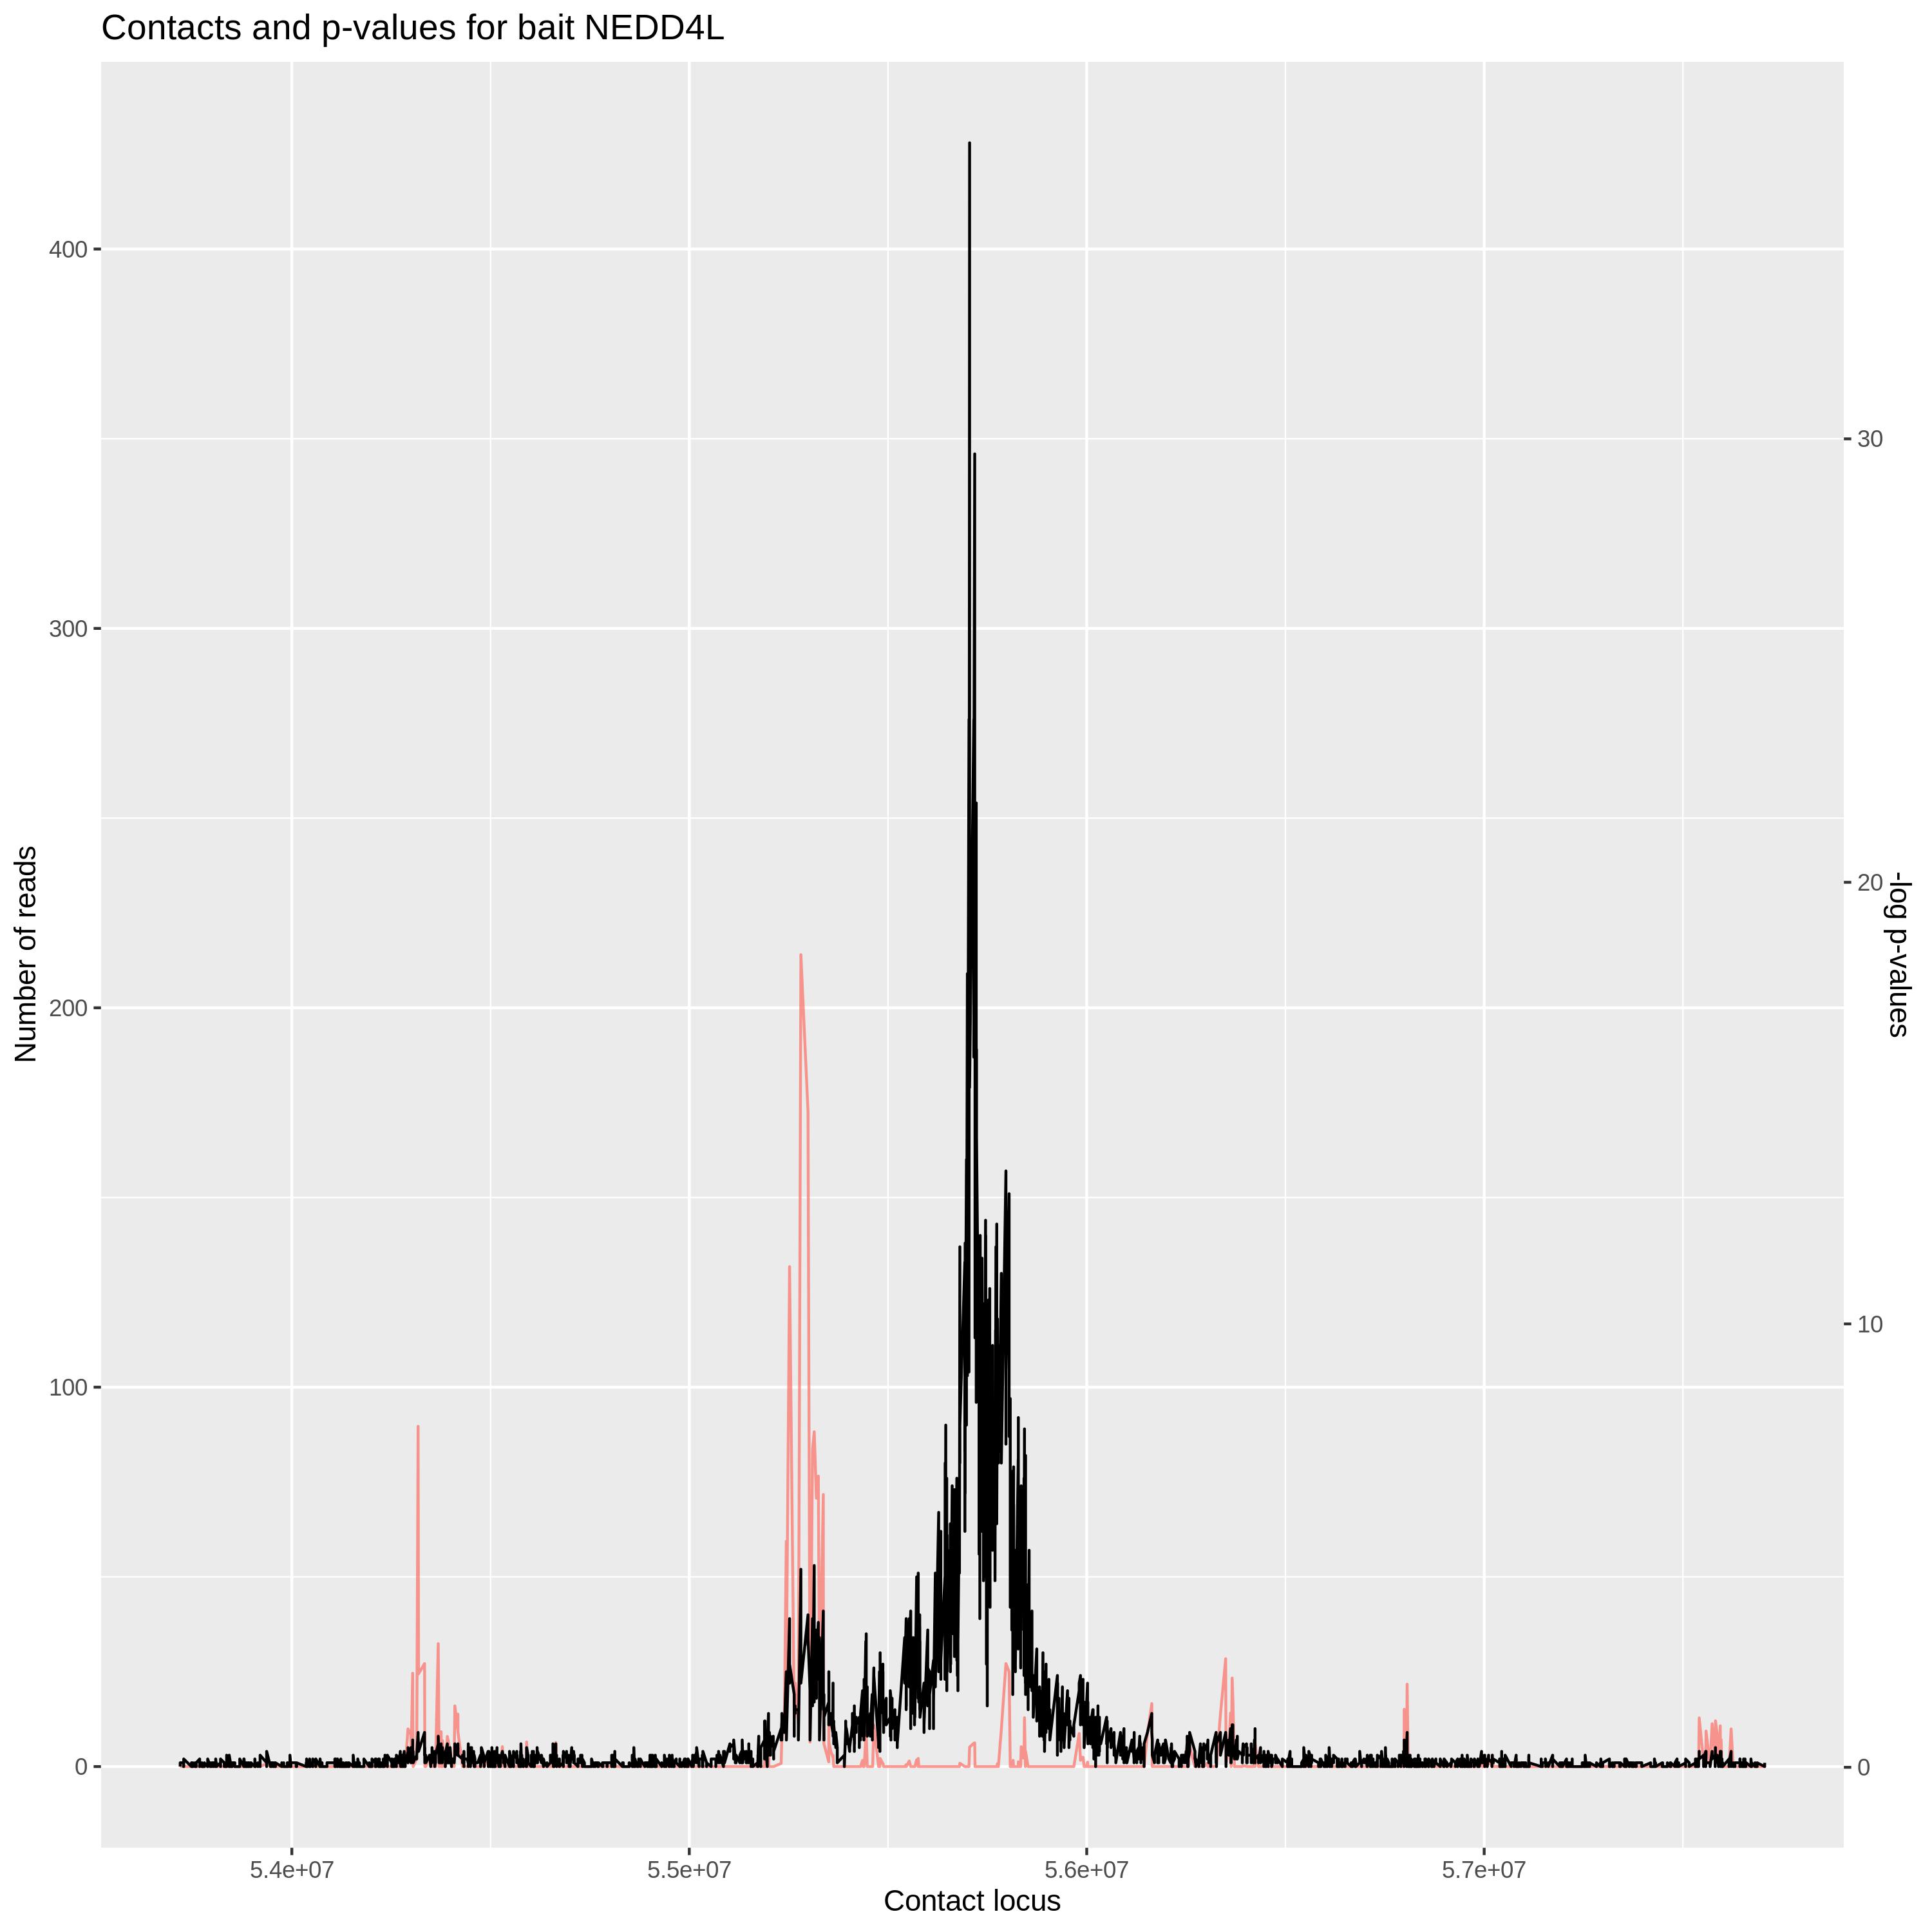 Contacts and p-values for bait NEDD4L
400
300
200
100
0
30
20
10
0
Number of reads
-log p-values
5.4e+07 5.5e+07 5.6e+07 5.7e+07
Contact locus